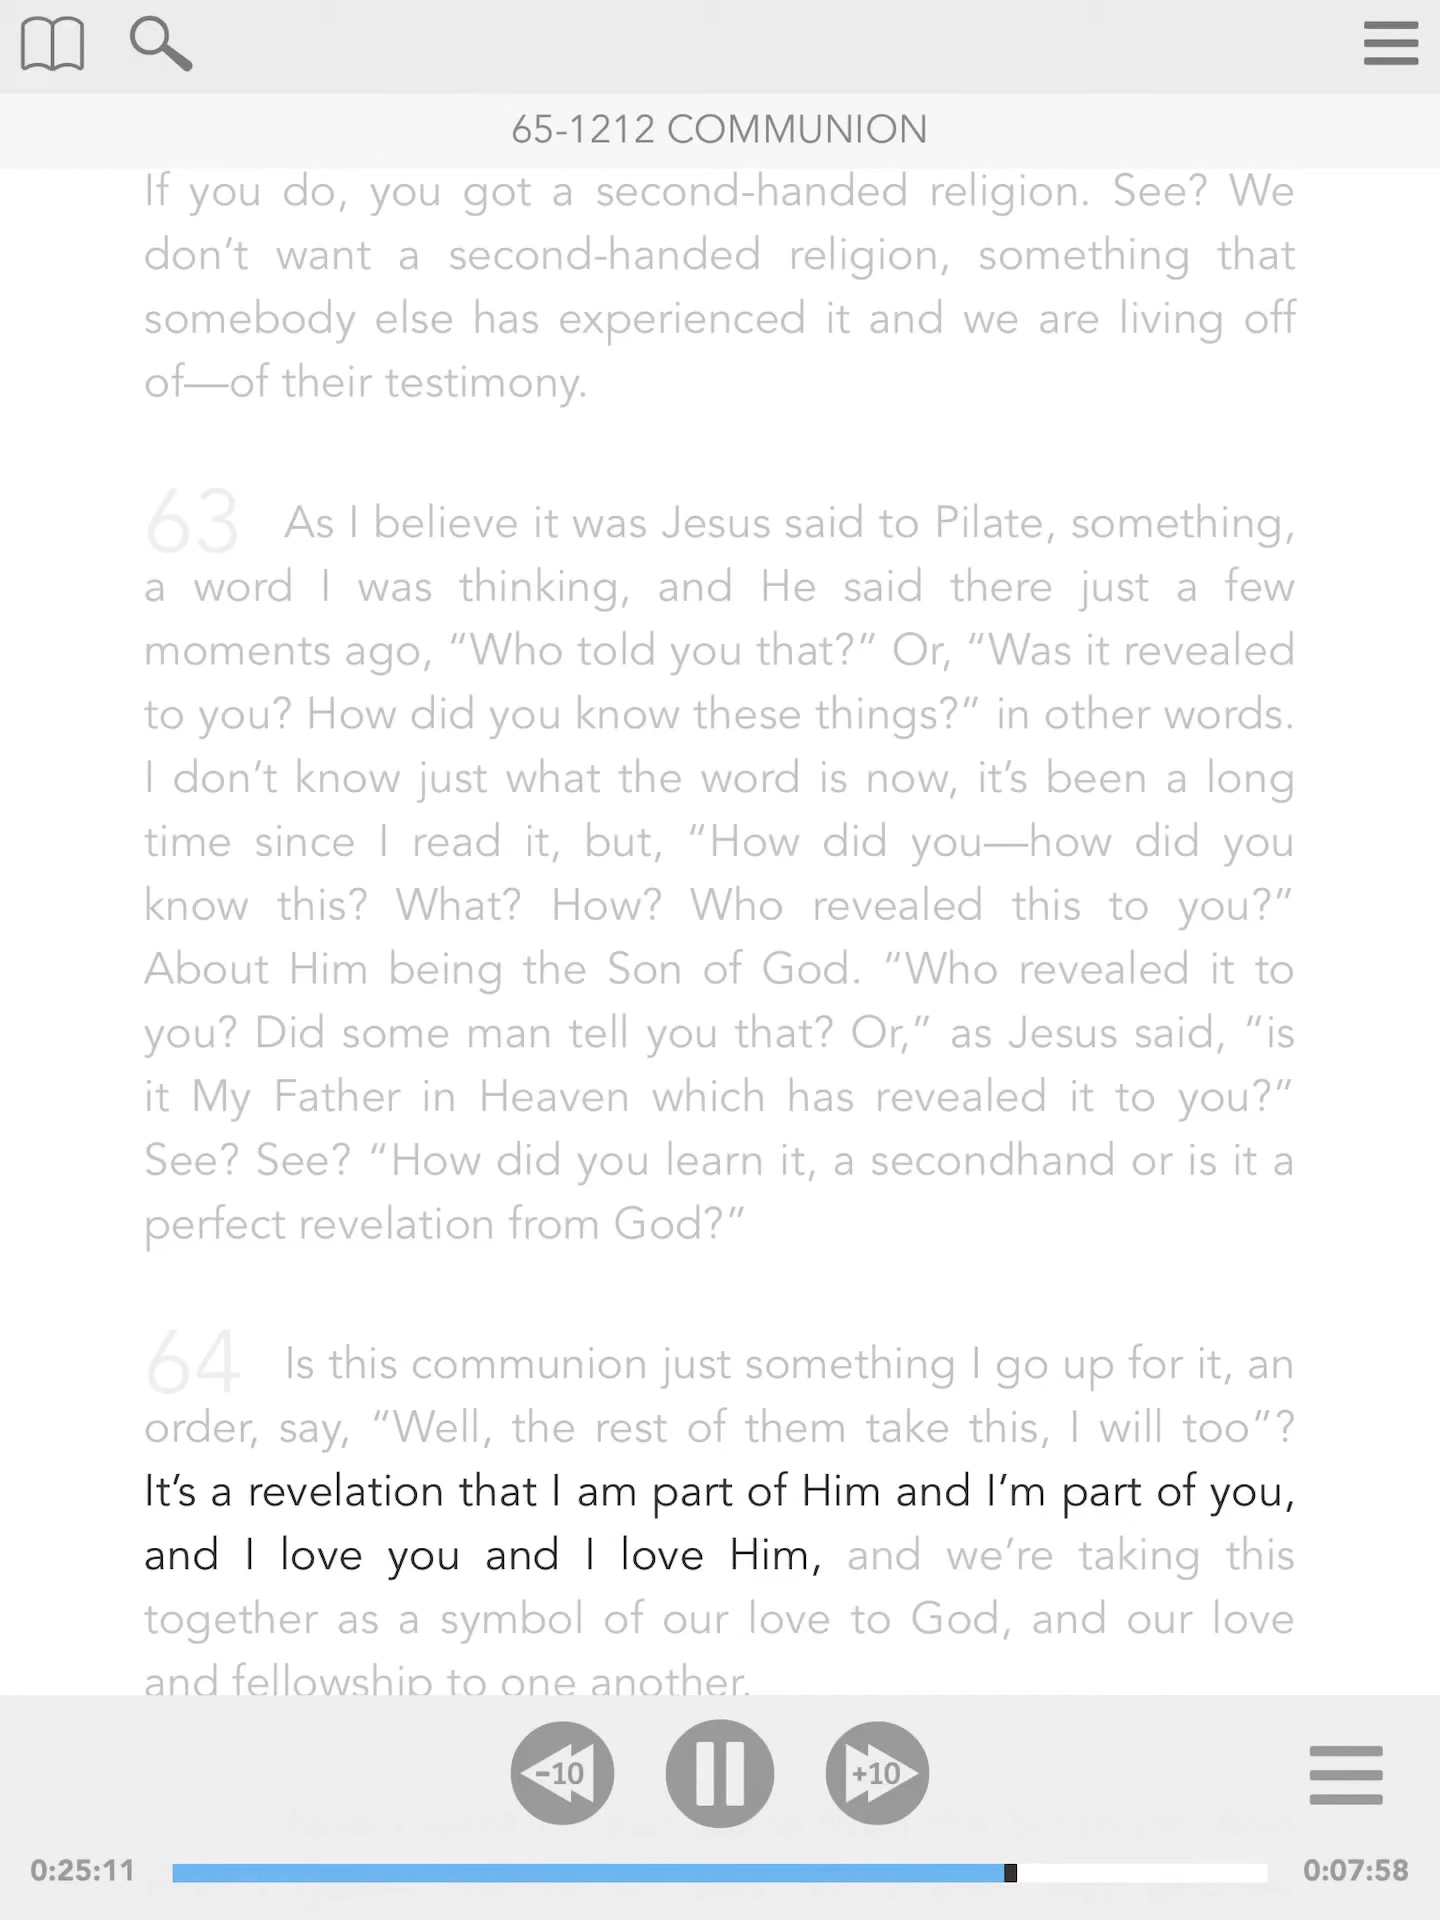 65-1212 COMMUNION
If you do, you got a second-handed religion. See? We
don’t want a second-handed religion, something that
somebody else has experienced it and we are living off
of—of their testimony.
63 As I believe it was Jesus said to Pilate, something,
a word I was thinking, and He said there just a few
moments ago, “Who told you that?” Or, “Was it revealed
to you? How did you know these things?” in other words.
I don’t know just what the word is now, it’s been a long
time since I read it, but, “How did you—how did you
know this? What? How? Who revealed this to you?”
About Him being the Son of God. “Who revealed it to
you? Did some man tell you that? Or,” as Jesus said, “is
it My Father in Heaven which has revealed it to you?”
See? See? “How did you learn it, a secondhand or is it a
perfect revelation from God?”
64 Is this communion just something I go up for it, an
order, say, “Well, the rest of them take this, I will too”?
It’s a revelation that I am part of Him and I’m part of you,
and I love you and I love Him, and we’re taking this
together as a symbol of our love to God, and our love
and fellowship to one another.
-10 +10
0:25:11 0:07:58